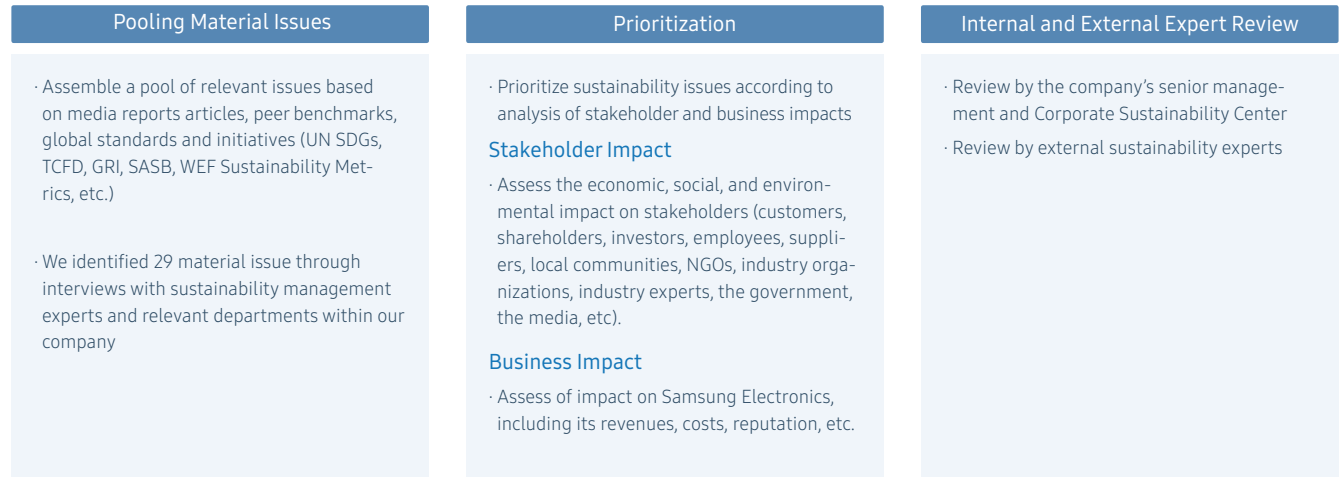 Pooling Material Issues
· Assemble a pool of relevant issues based
on media reports articles, peer benchmarks,
global standards and initiatives (UN SDGs,
TCFD, GRI, SASB, WEF Sustainability Met-
rics, etc.)
· We identified 29 material issue through
interviews with sustainability management
experts and relevant departments within our
company
Prioritization
· Prioritize sustainability issues according to
analysis of stakeholder and business impacts
Stakeholder Impact
· Assess the economic, social, and environ-
mental impact on stakeholders (customers,
shareholders, investors, employees, suppli-
ers, local communities, NGOs, industry orga-
nizations, industry experts, the government,
the media, etc).
Business Impact
· Assess of impact on Samsung Electronics,
including its revenues, costs, reputation, etc.
Internal and External Expert Review
· Review by the company’s senior manage-
ment and Corporate Sustainability Center
· Review by external sustainability experts